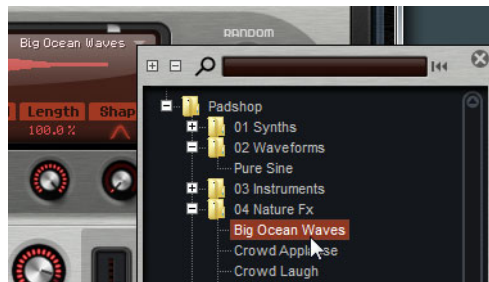 Big Ocean Waves
RANDOM
Length
100.0 %
Padshop
01 Synths
02 Waveforms
Pure Sine
03 Instruments
04 Nature Fx
Big Ocean Waves
Crowd Applause
Crowd Laugh